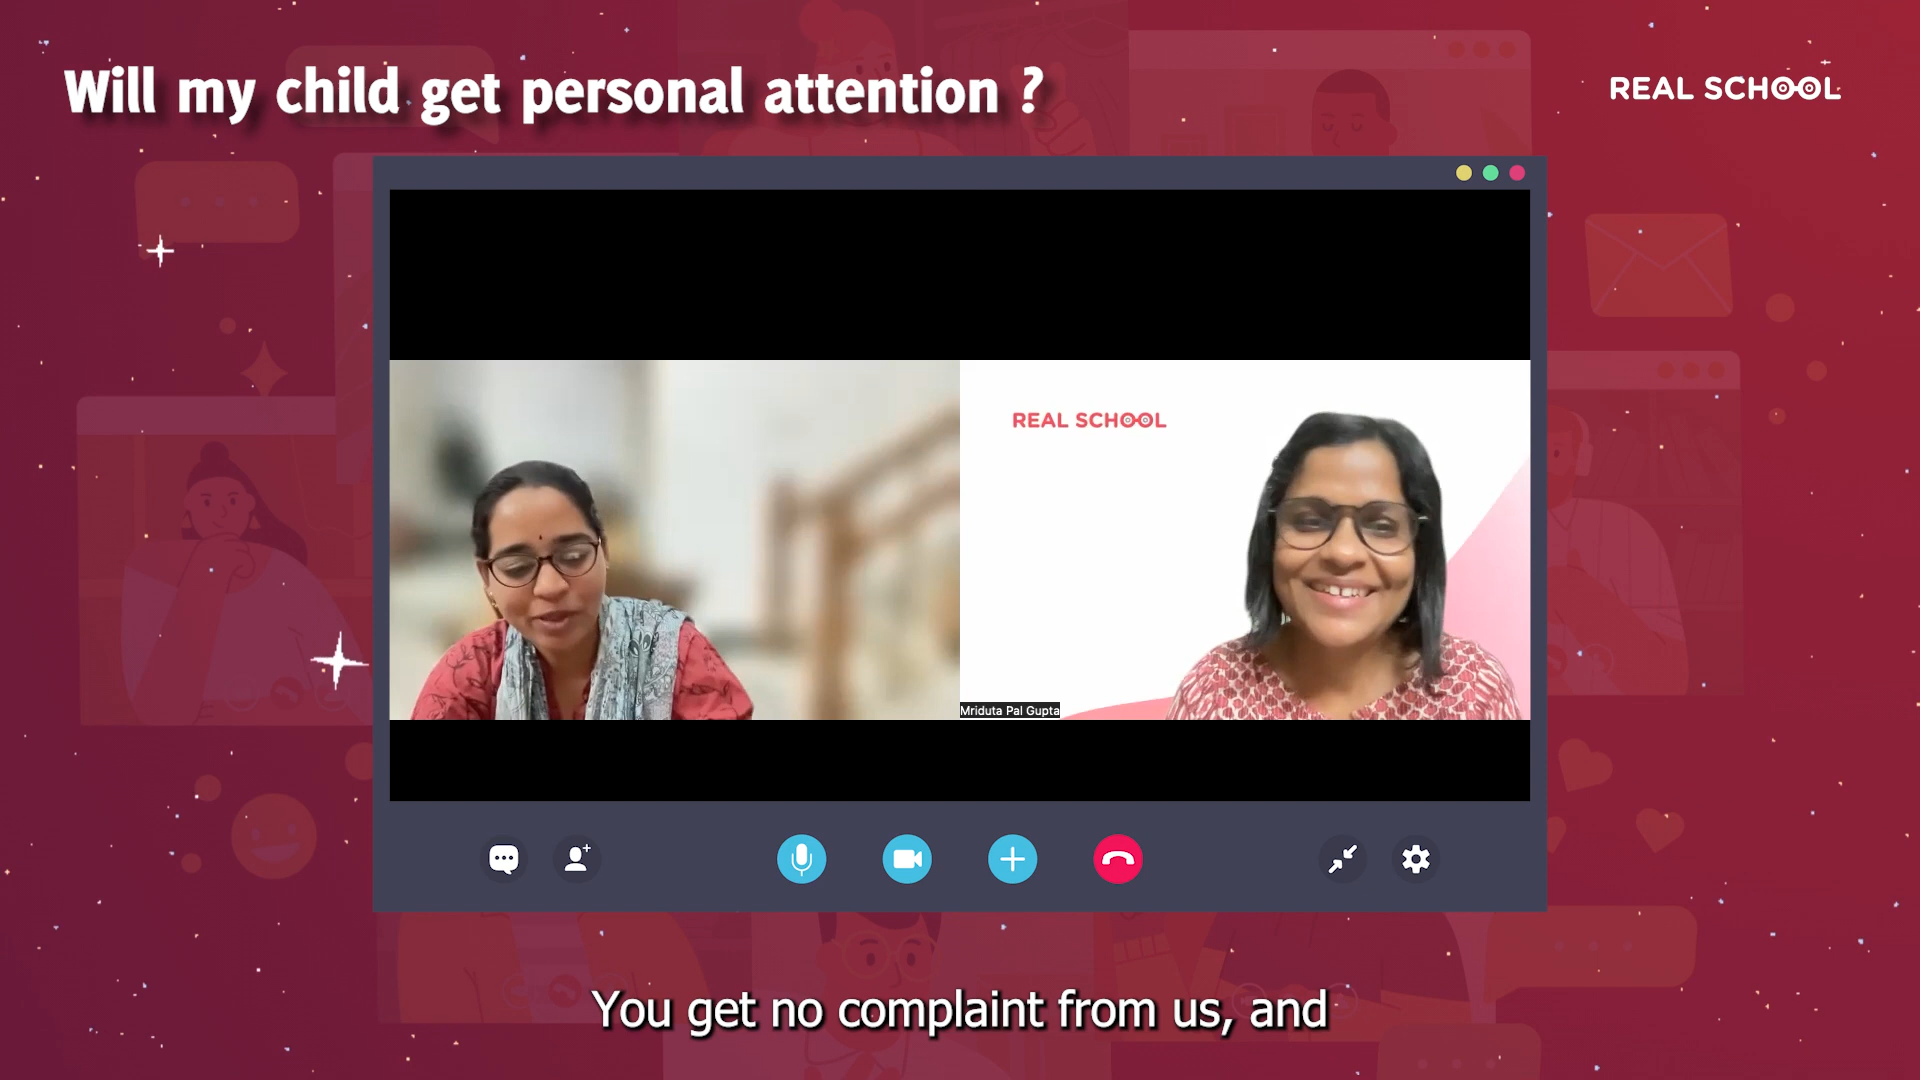 Will my child get personal attention ?
REAL SCHOOL
REAL SCHOOL
Mriduta Pal Gupta
You get no complaint from us, and